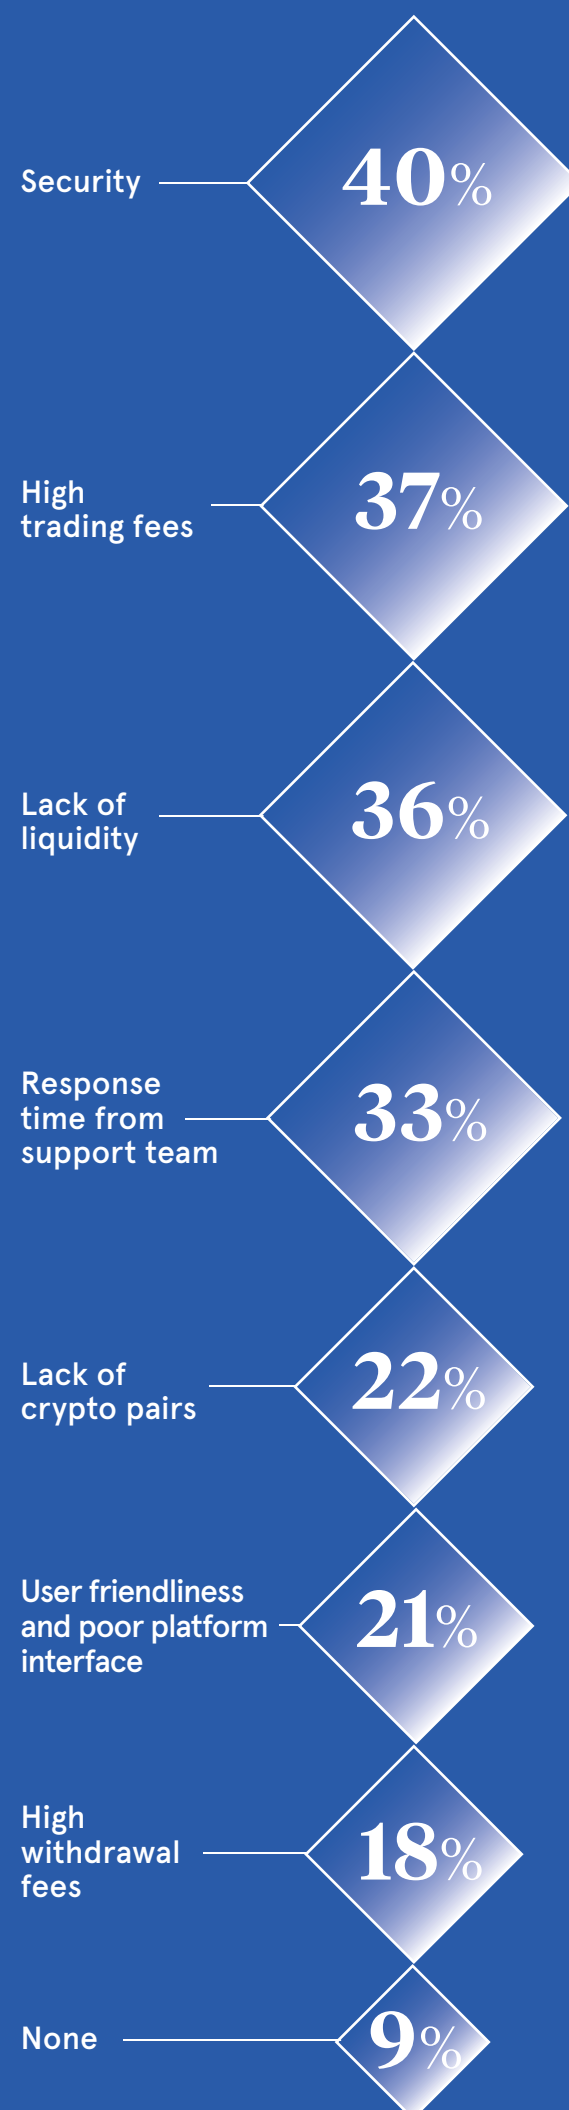 Security
40%
High
trading fees
37%
Lack of
liquidity
36%
Response
time from
support team
33%
Lack of
crypto pairs
22%
User friendliness
and poor platform
interface
21%
High
withdrawal
fees
18%
None
9%